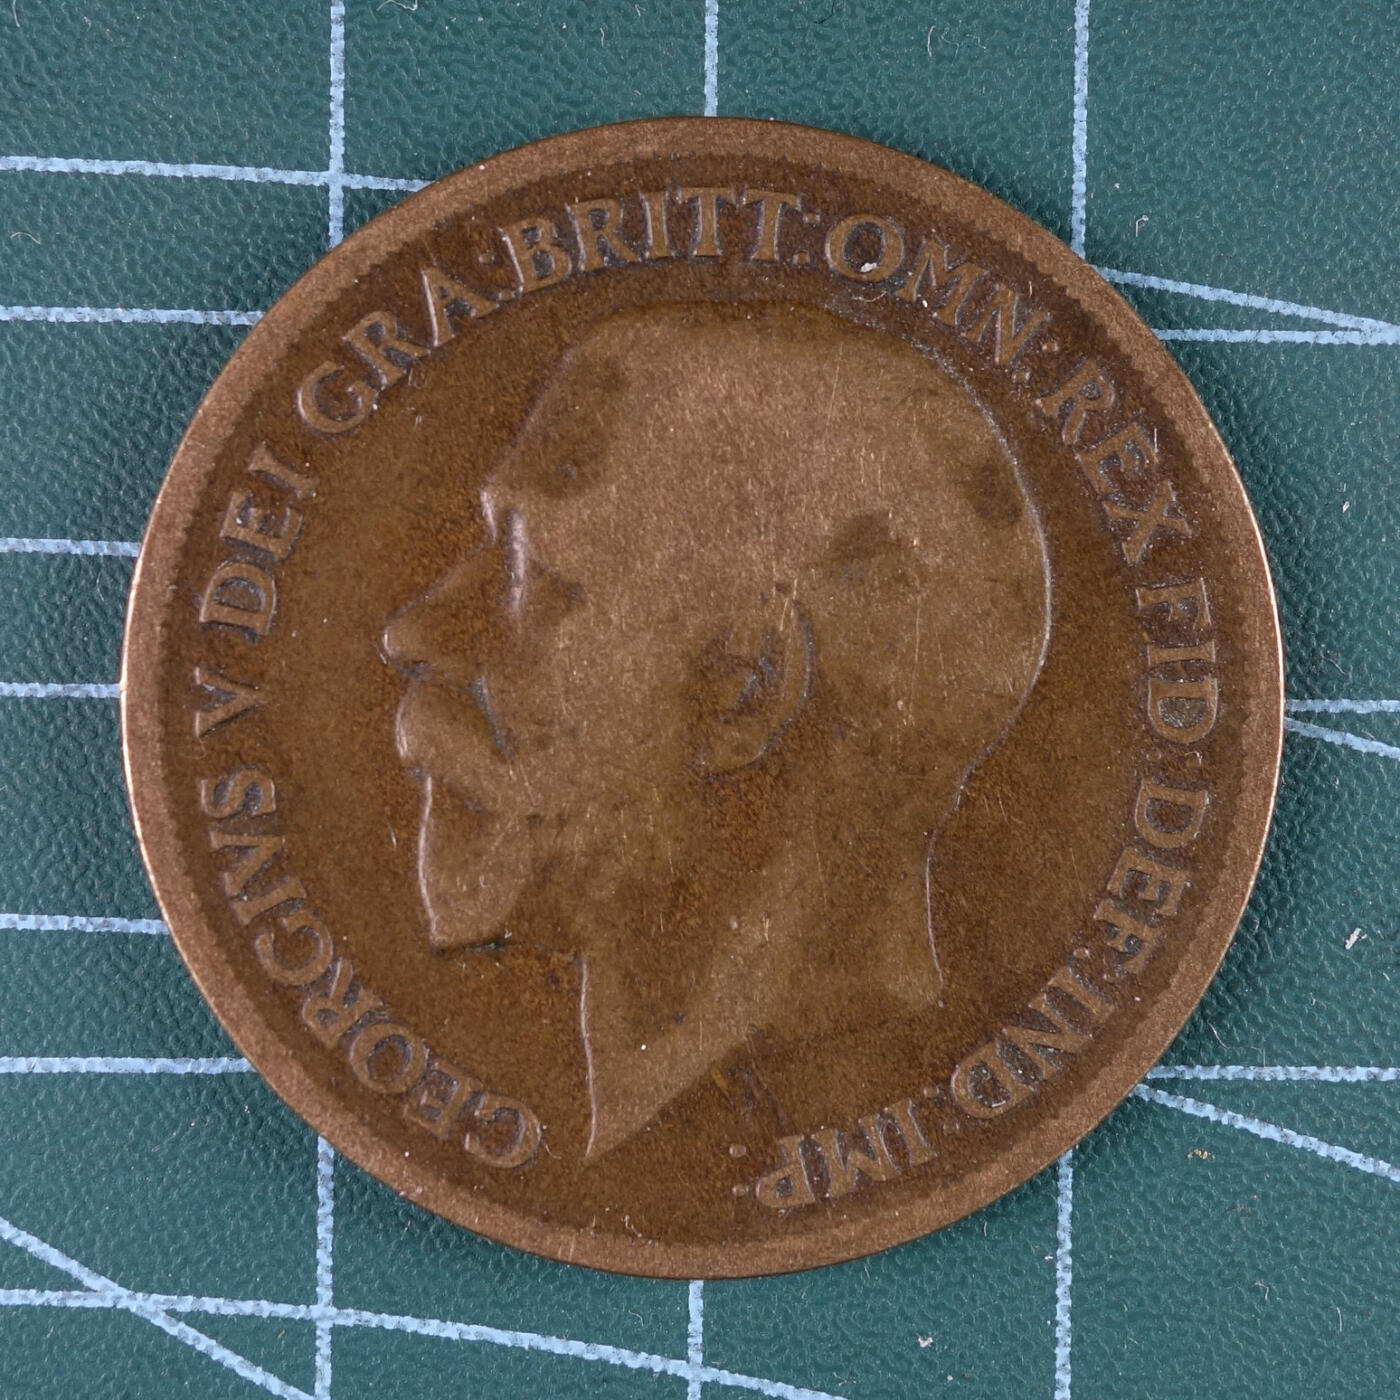 GEORGIVS V DEI GRA: BRITT: OMN: REX FID: DEF: IND: IMP: